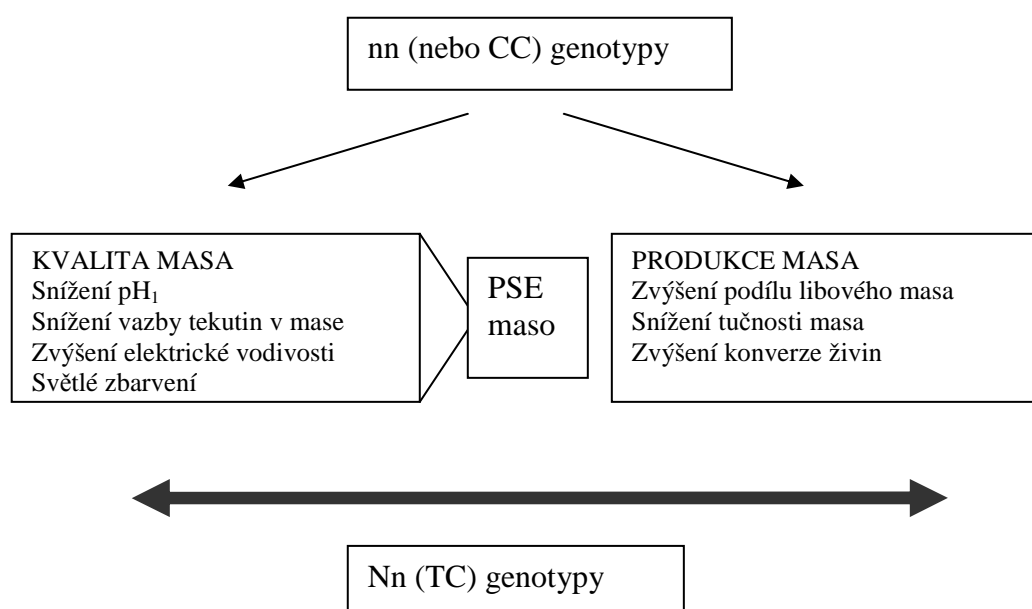 nn (nebo CC) genotypy
KVALITA MASA
Snížení pH₁
Snížení vazby tekutin v mase
Zvýšení elektrické vodivosti
Světlé zbarvení
PSE
maso
PRODUKCE MASA
Zvýšení podílu libového masa
Snížení tučnosti masa
Zvýšení konverze živin
Nn (TC) genotypy